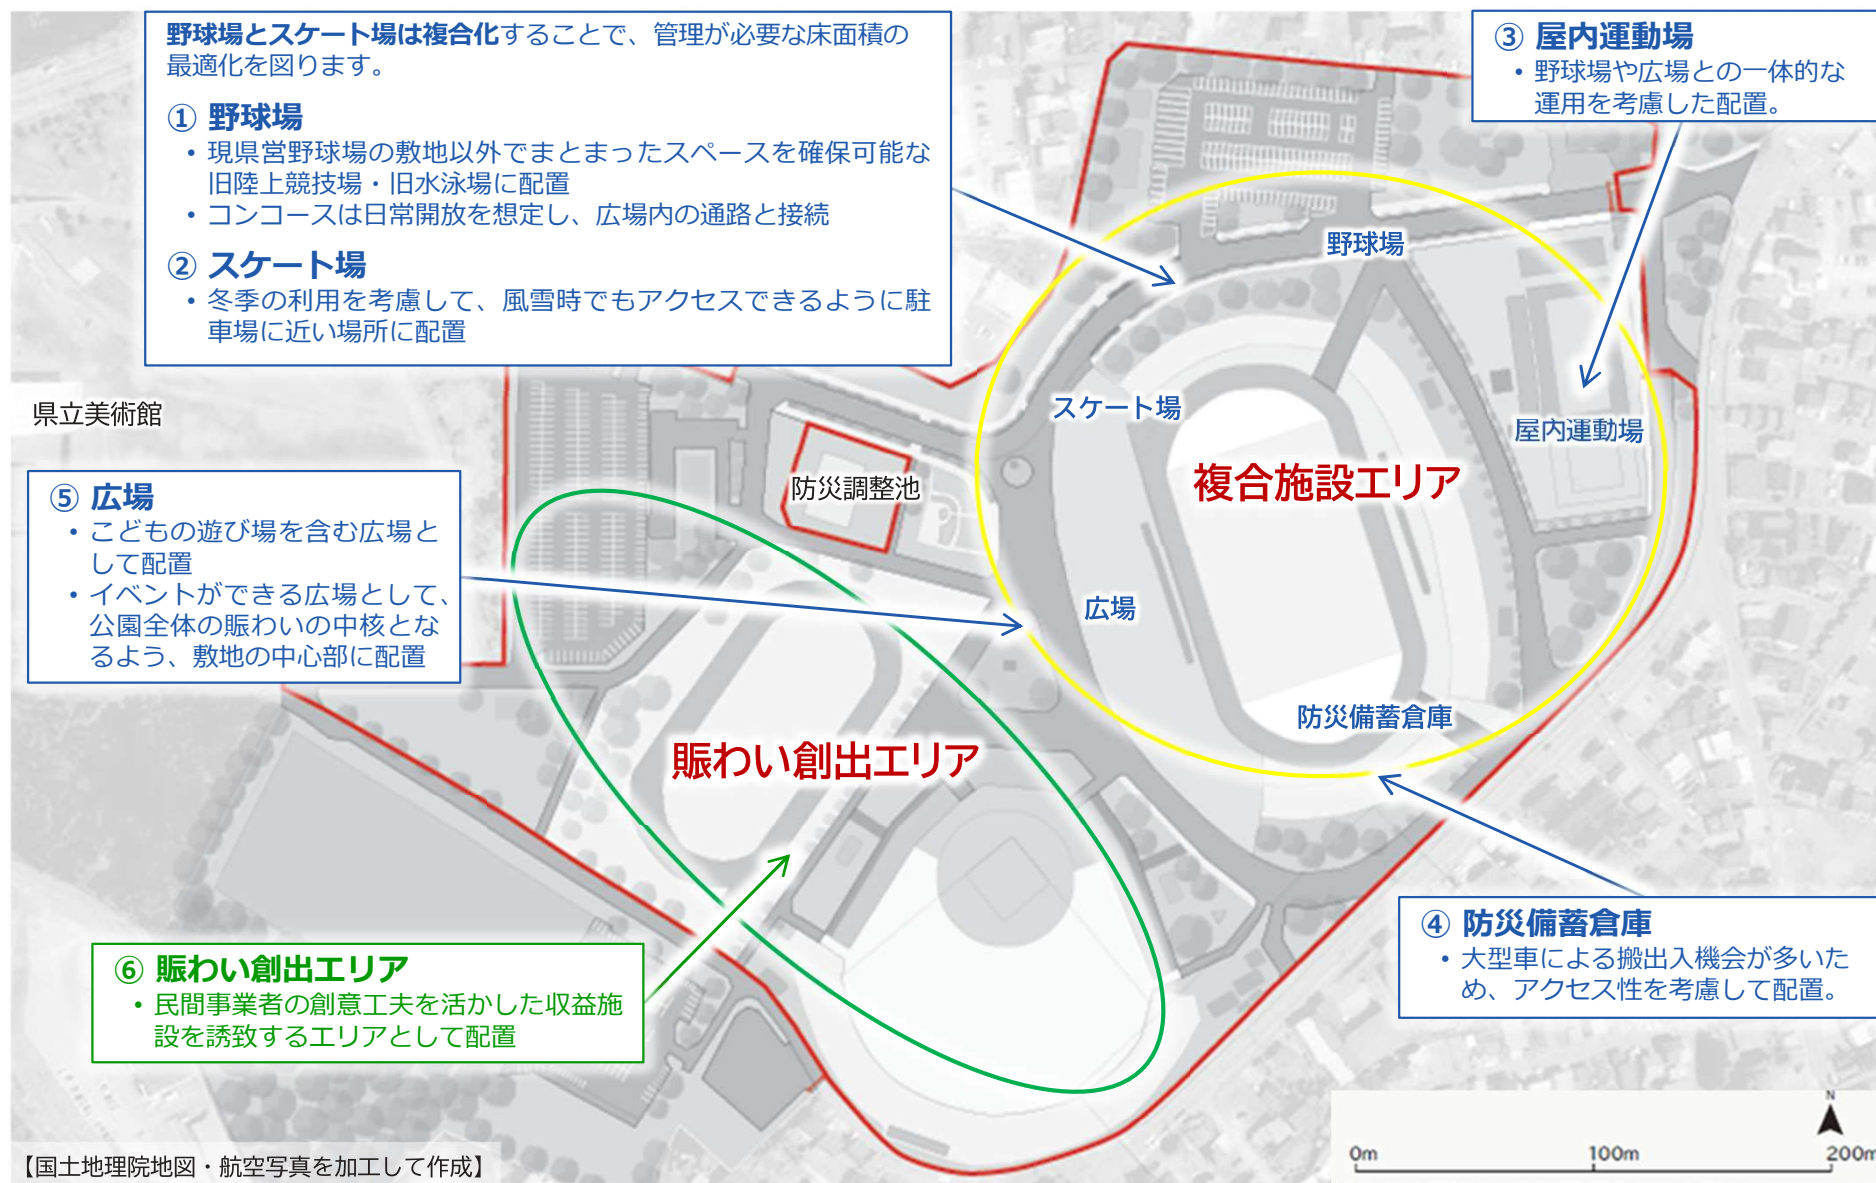 野球場とスケート場は複合化することで、管理が必要な床面積の
最適化を図ります。
① 野球場
• 現県営野球場の敷地以外でまとまったスペースを確保可能な
旧陸上競技場・旧水泳場に配置
• コンコースは日常開放を想定し、広場内の通路と接続
② スケート場
• 冬季の利用を考慮して、風雪時でもアクセスできるように駐
車場に近い場所に配置
③ 屋内運動場
• 野球場や広場との一体的な
運用を考慮した配置。
野球場
県立美術館
スケート場
屋内運動場
複合施設エリア
防災調整池
⑤ 広場
• こどもの遊び場を含む広場と
して配置
• イベントができる広場として、
公園全体の賑わいの中核とな
るよう、敷地の中心部に配置
広場
防災備蓄倉庫
賑わい創出エリア
④ 防災備蓄倉庫
• 大型車による搬出入機会が多いた
め、アクセス性を考慮して配置。
⑥ 賑わい創出エリア
• 民間事業者の創意工夫を活かした収益施
設を誘致するエリアとして配置
N
0m 100m 200m
【国土地理院地図・航空写真を加工して作成】